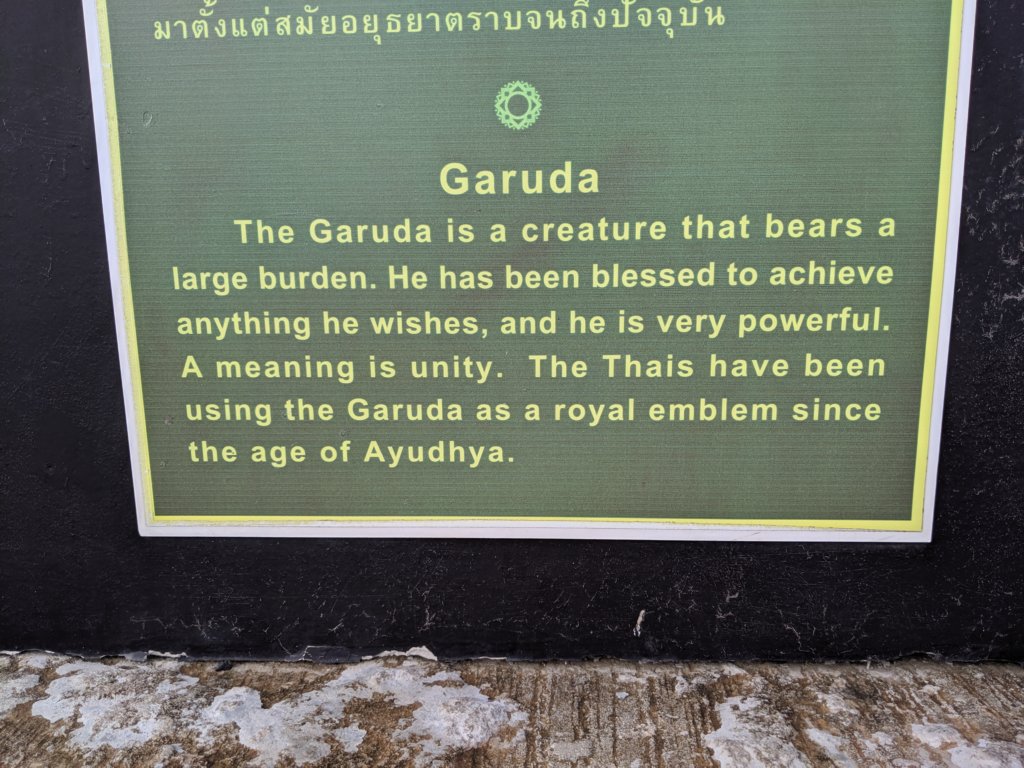 มาตั้งแต่สมัยอยุธยาตราบจนถึงปัจจุบัน
Garuda
The Garuda is a creature that bears a
large burden. He has been blessed to achieve
anything he wishes, and he is very powerful.
A meaning is unity. The Thais have been
using the Garuda as a royal emblem since
the age of Ayudhya.